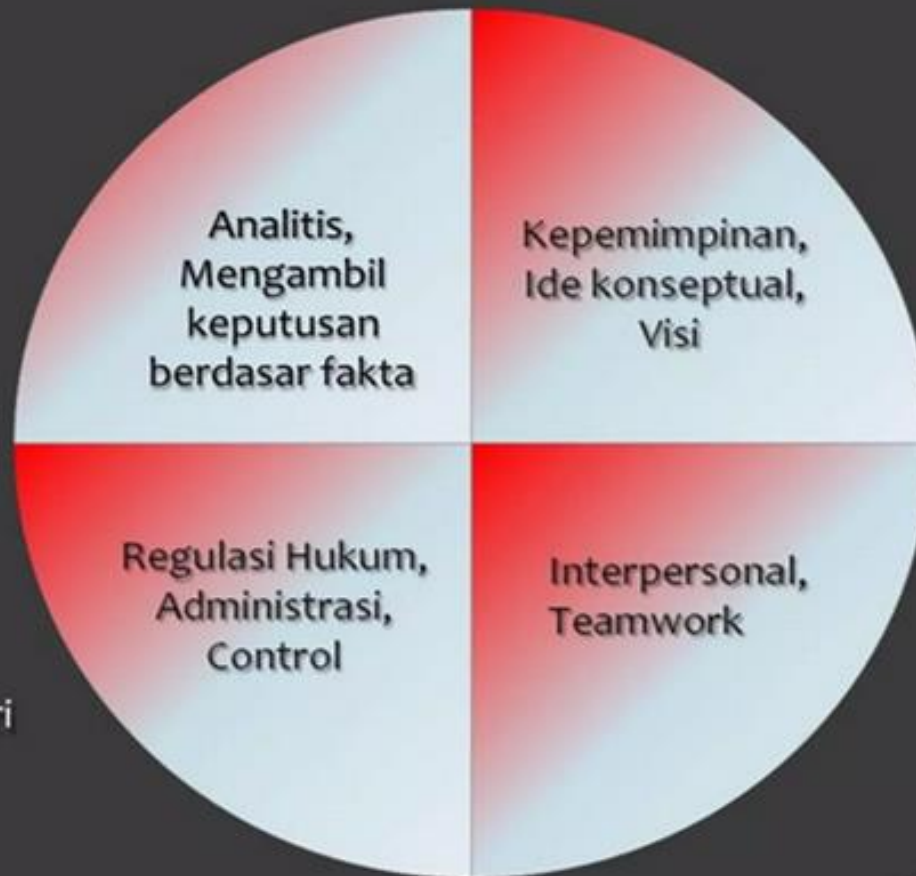 Analitis,
Mengambil
keputusan
berdasar fakta
Kepemimpinan,
Ide konseptual,
Visi
Regulasi Hukum,
Administrasi,
Control
Interpersonal,
Teamwork